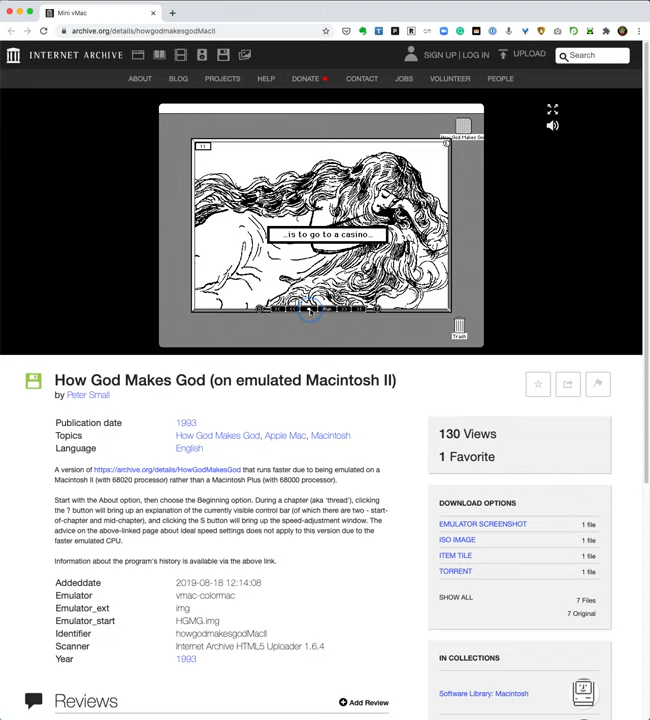 Mini vMac
archive.org/details/howgodmakesgodMacII
INTERNET ARCHIVE
SIGN UP | LOG IN
UPLOAD
Search
ABOUT BLOG PROJECTS HELP DONATE CONTACT JOBS VOLUNTEER PEOPLE
How God Makes God
11
...is to go to a casino...
Run
Trash
How God Makes God (on emulated Macintosh II)
by Peter Small
Publication date 1993
Topics How God Makes God, Apple Mac, Macintosh
Language English
A version of https://archive.org/details/HowGodMakesGod that runs faster due to being emulated on a
Macintosh II (with 68020 processor) rather than a Macintosh Plus (with 68000 processor).
Start with the About option, then choose the Beginning option. During a chapter (aka 'thread'), clicking
the ? button will bring up an explanation of the currently visible control bar (of which there are two - start-
of-chapter and mid-chapter), and clicking the S button will bring up the speed-adjustment window. The
advice on the above-linked page about ideal speed settings does not apply to this version due to the
faster emulated CPU.
Information about the program's history is available via the above link.
Addeddate 2019-08-18 12:14:08
Emulator vmac-colormac
Emulator_ext img
Emulator_start HGMG.img
Identifier howgodmakesgodMacII
Scanner Internet Archive HTML5 Uploader 1.6.4
Year 1993
Reviews
Add Review
130 Views
1 Favorite
DOWNLOAD OPTIONS
EMULATOR SCREENSHOT 1 file
ISO IMAGE 1 file
ITEM TILE 1 file
TORRENT 1 file
SHOW ALL 7 Files
7 Original
IN COLLECTIONS
Software Library: Macintosh